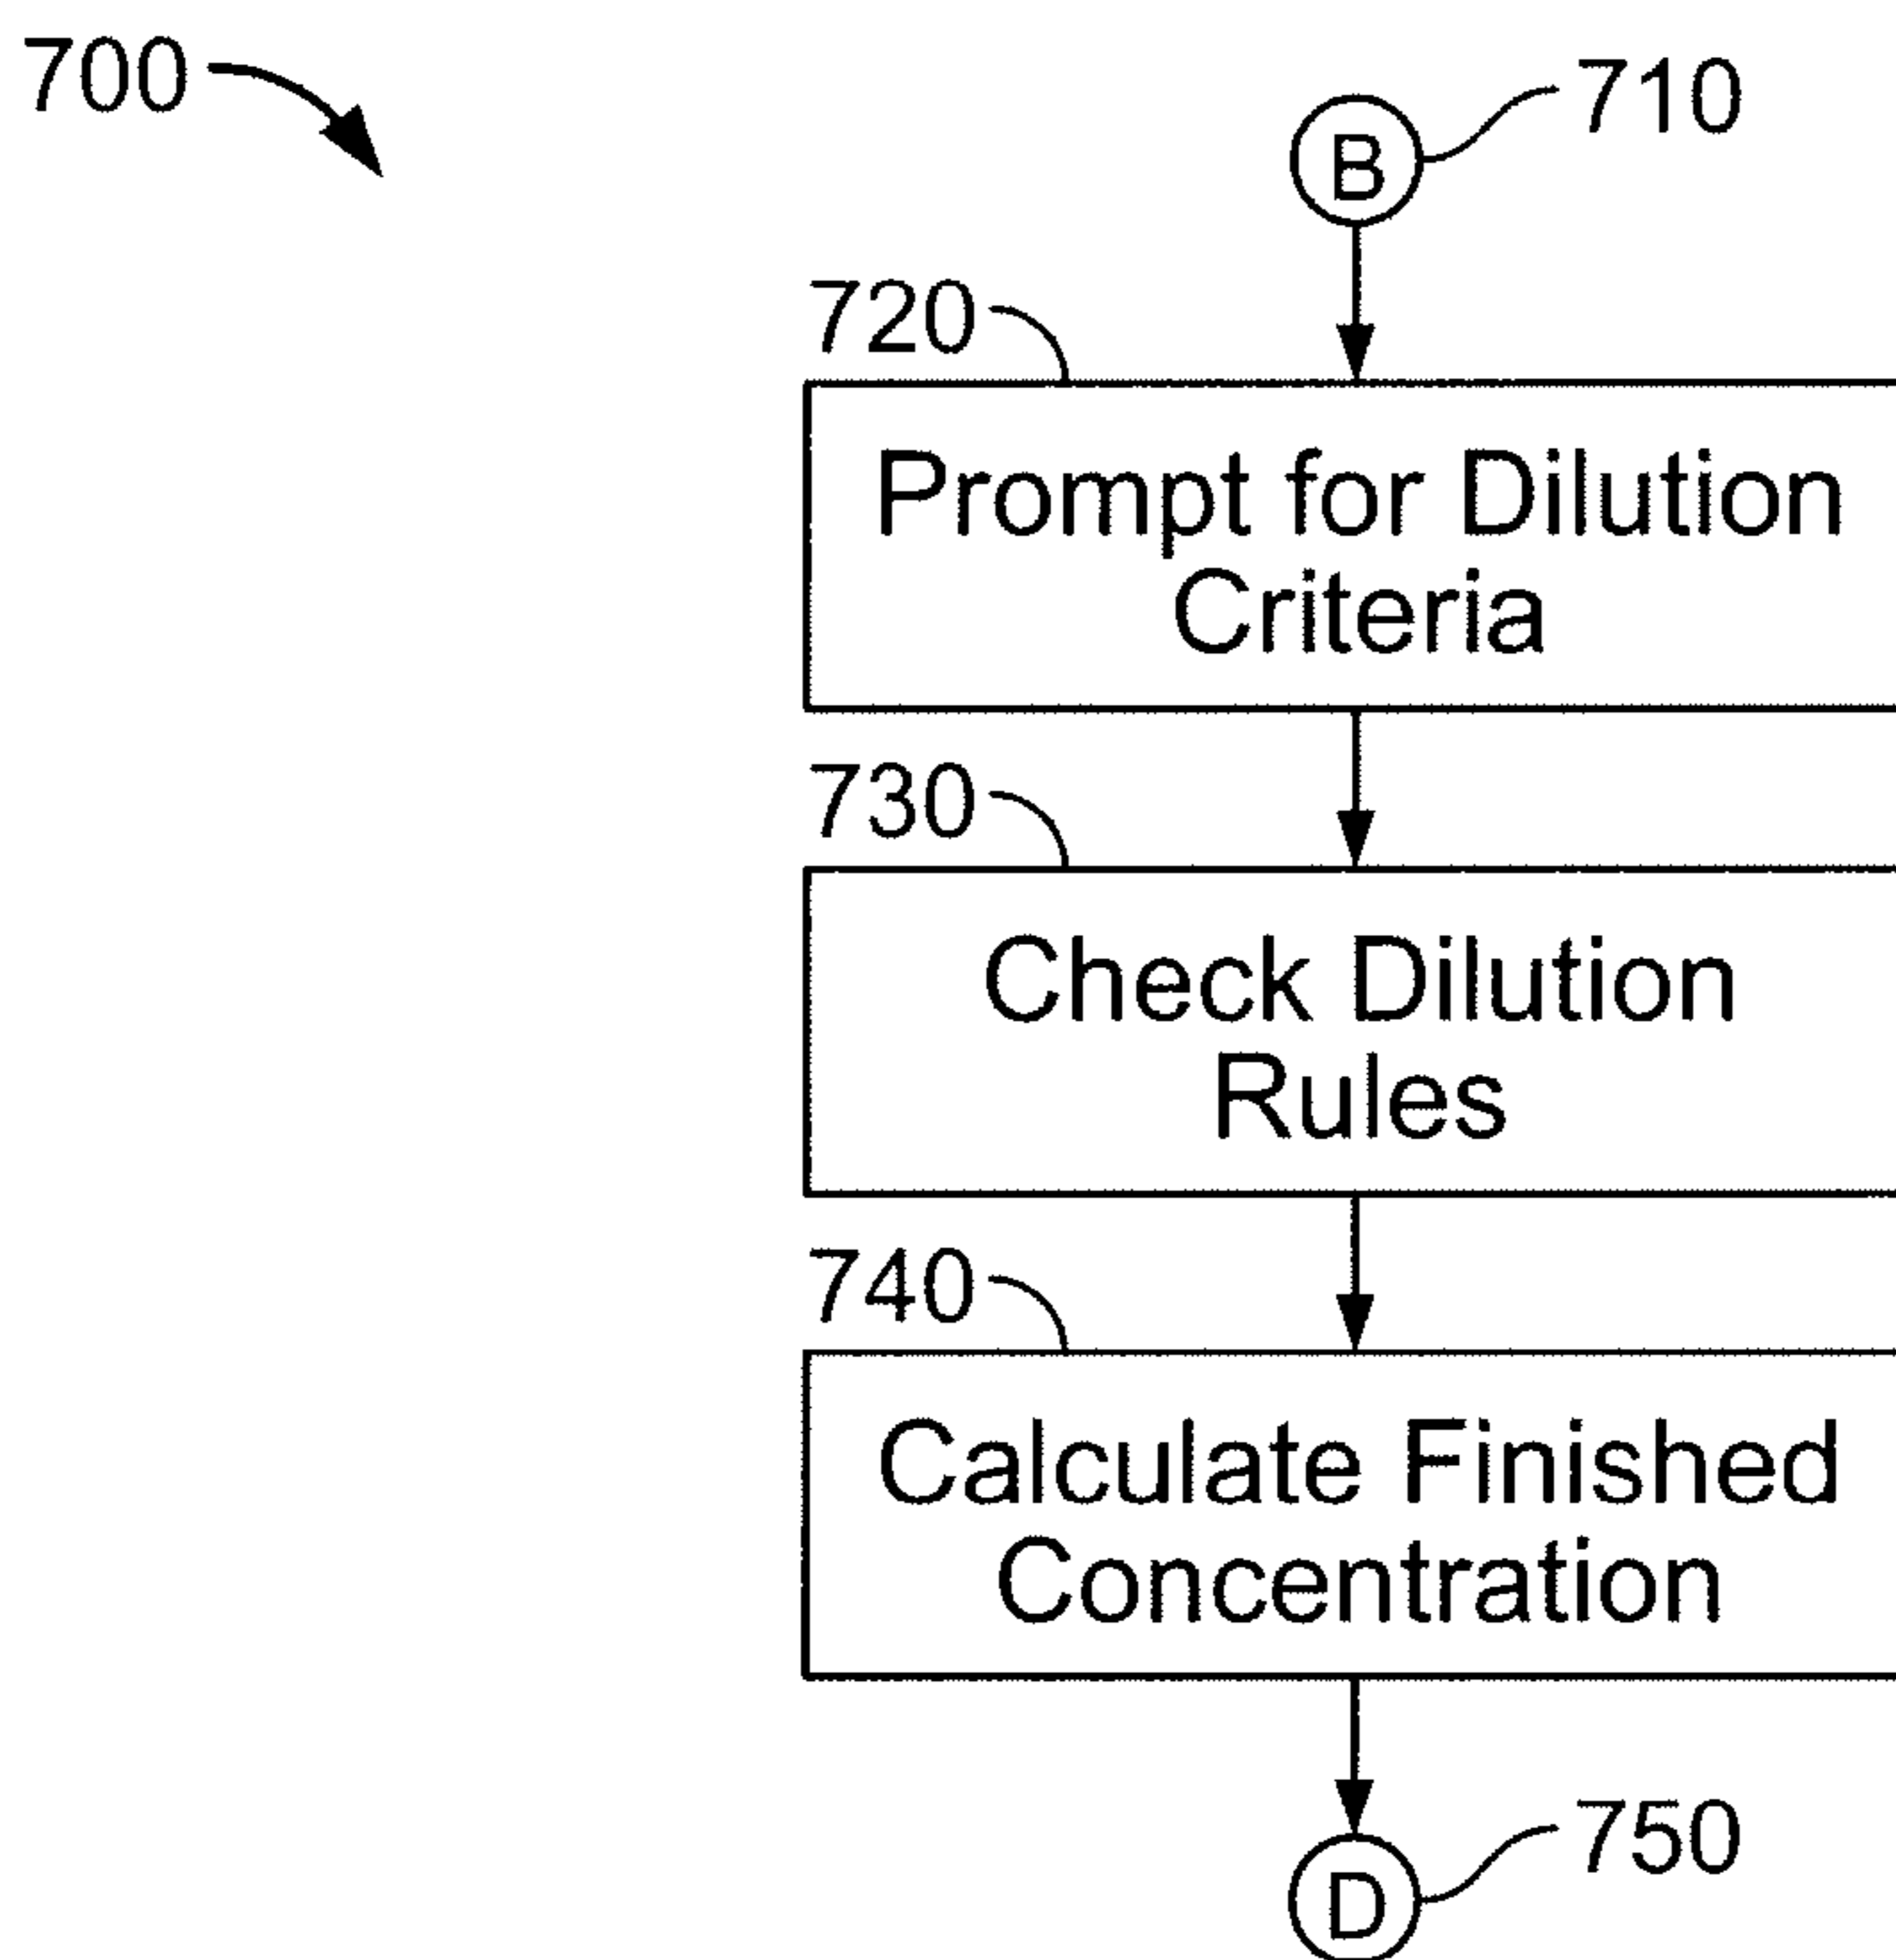 700
B
710
720
Prompt for Dilution
Criteria
730
Check Dilution
Rules
740
Calculate Finished
Concentration
D
750